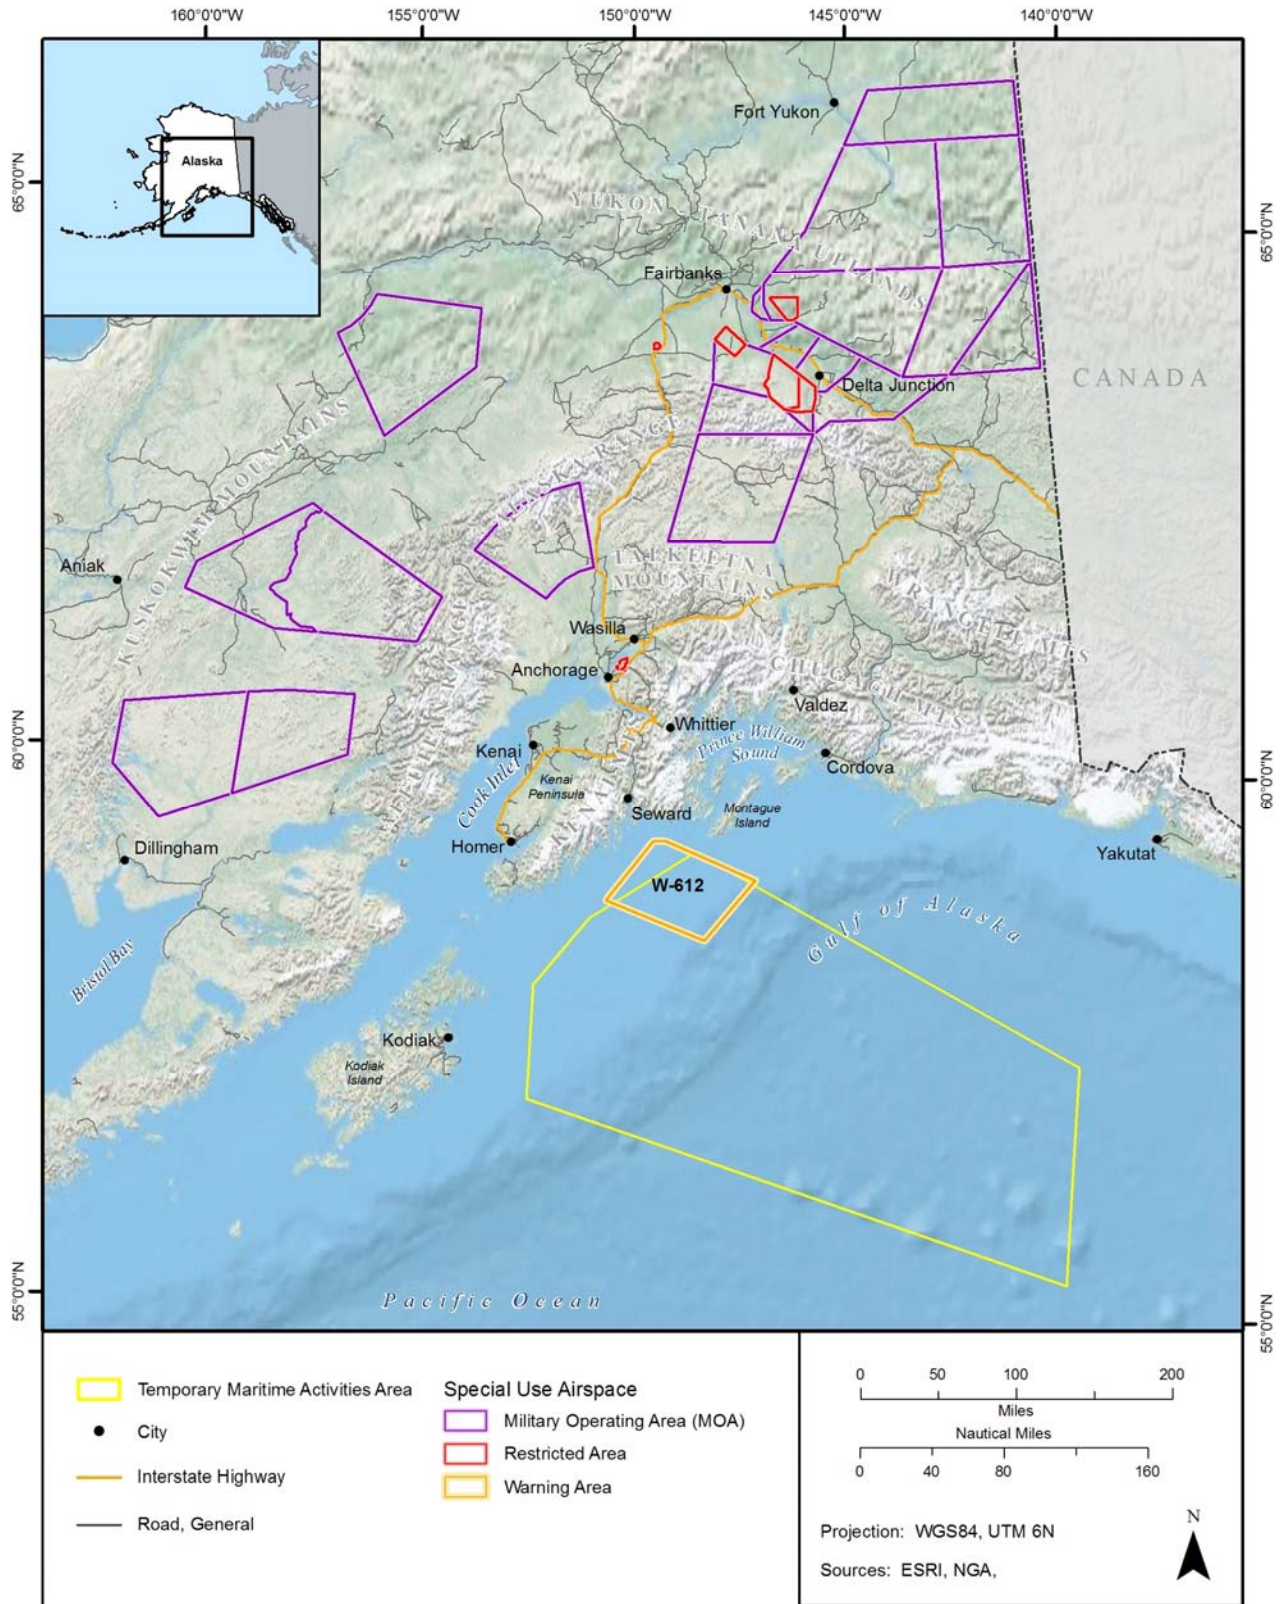 160°0'0"W
155°0'0"W
150°0'0"W
145°0'0"W
140°0'0"W
Alaska
Fort Yukon
65°0'0"N
65°0'0"N
YUKON TANANA UPLANDS
Fairbanks
Delta Junction
CANADA
KUSKOKWIM MOUNTAINS
ALASKA RANGE
Aniak
TALKEETNA
MOUNTAINS
WRANGELL MTS
Wasilla
Anchorage
CHUGACH MTS
Valdez
Whittier
Prince William
Sound
60°0'0"N
60°0'0"N
Kenai
Cook Inlet
Kenai
Peninsula
Cordova
Seward
Montague
Island
Homer
Yakutat
Dillingham
W-612
Gulf of Alaska
Bristol Bay
Kodiak
Kodiak
Island
55°0'0"N
55°0'0"N
Pacific Ocean
Temporary Maritime Activities Area
City
Interstate Highway
Road, General
Special Use Airspace
Military Operating Area (MOA)
Restricted Area
Warning Area
0 50 100 200
Miles
Nautical Miles
0 40 80 160
Projection: WGS84, UTM 6N
Sources: ESRI, NGA,
N